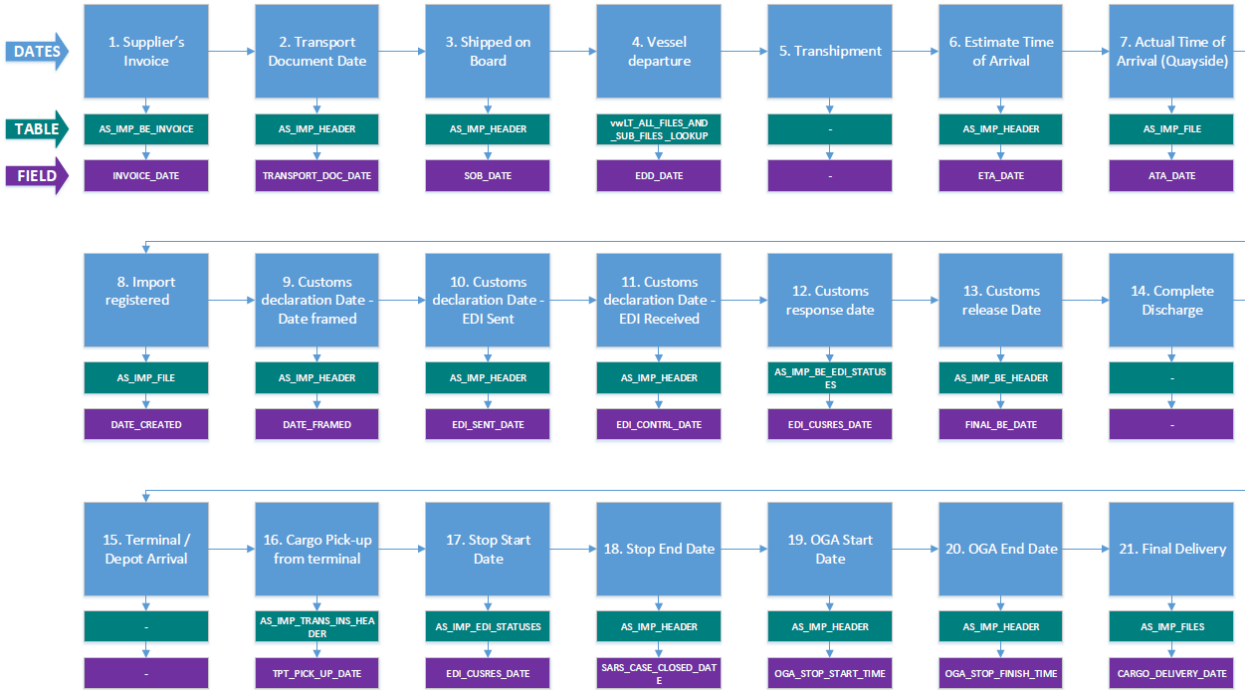 DATES
1. Supplier's
Invoice
2. Transport
Document Date
3. Shipped on
Board
4. Vessel
departure
5. Transhipment
6. Estimate Time
of Arrival
7. Actual Time of
Arrival (Quayside)
TABLE
AS_IMP_BE_INVOICE
AS_IMP_HEADER
AS_IMP_HEADER
vwLT_ALL_FILES_AND
_SUB_FILES_LOOKUP
-
AS_IMP_HEADER
AS_IMP_FILE
FIELD
INVOICE_DATE
TRANSPORT_DOC_DATE
SOB_DATE
EDD_DATE
-
ETA_DATE
ATA_DATE
8. Import
registered
9. Customs
declaration Date -
Date framed
10. Customs
declaration Date -
EDI Sent
11. Customs
declaration Date -
EDI Received
12. Customs
response date
13. Customs
release Date
14. Complete
Discharge
AS_IMP_FILE
AS_IMP_HEADER
AS_IMP_HEADER
AS_IMP_HEADER
AS_IMP_BE_EDI_STATUS
ES
AS_IMP_BE_HEADER
-
DATE_CREATED
DATE_FRAMED
EDI_SENT_DATE
EDI_CONTRL_DATE
EDI_CUSRES_DATE
FINAL_BE_DATE
-
15. Terminal /
Depot Arrival
16. Cargo Pick-up
from terminal
17. Stop Start
Date
18. Stop End Date
19. OGA Start
Date
20. OGA End Date
21. Final Delivery
-
AS_IMP_TRANS_INS_HEA
DER
AS_IMP_EDI_STATUSES
AS_IMP_HEADER
AS_IMP_HEADER
AS_IMP_HEADER
AS_IMP_FILES
-
TPT_PICK_UP_DATE
EDI_CUSRES_DATE
SARS_CASE_CLOSED_DAT
E
OGA_STOP_START_TIME
OGA_STOP_FINISH_TIME
CARGO_DELIVERY_DATE